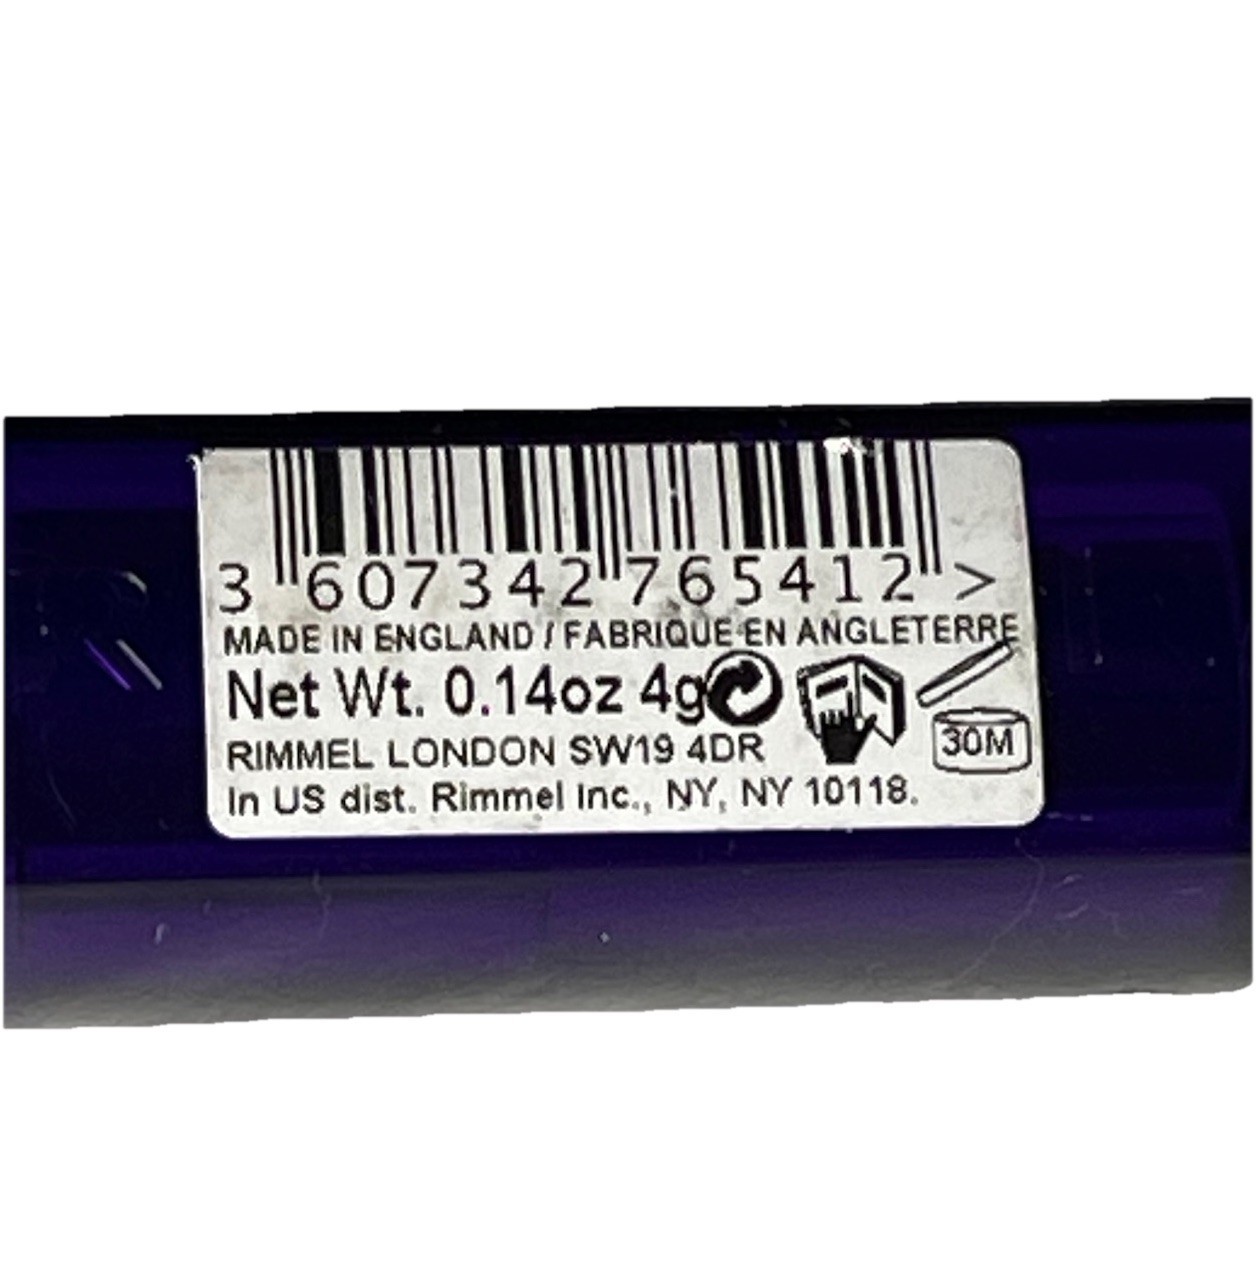 3 607342 765412 >
MADE IN ENGLAND / FABRIQUE EN ANGLETERRE
Net Wt. 0.14oz 4g
30M
RIMMEL LONDON SW19 4DR
In US dist. Rimmel Inc., NY, NY 10118.